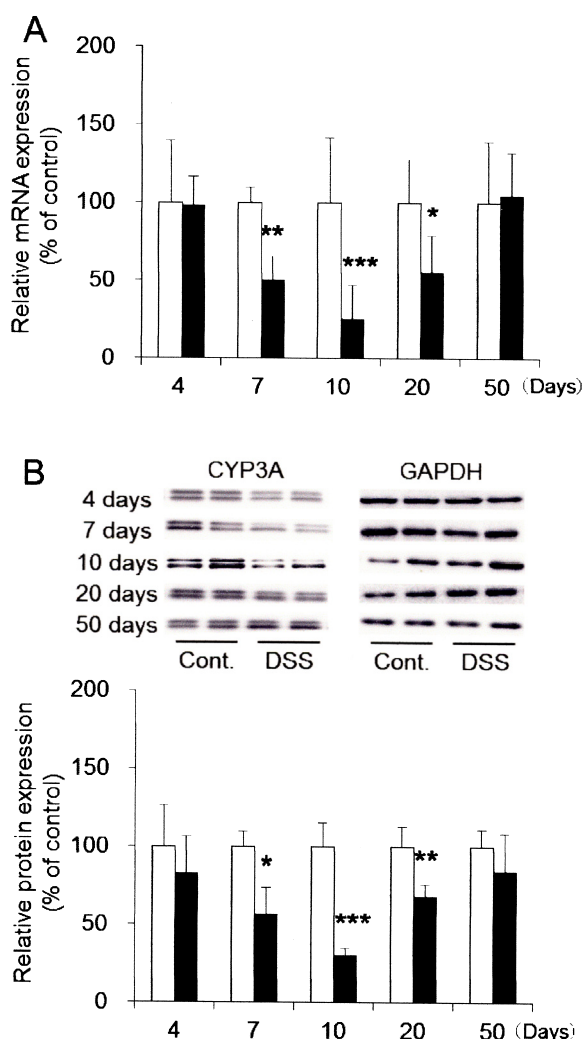 A
Relative mRNA expression
(% of control)
200
150
100
50
0
**
***
*
4 7 10 20 50 (Days)
B
CYP3A GAPDH
4 days
7 days
10 days
20 days
50 days
Cont. DSS Cont. DSS
Relative protein expression
(% of control)
200
150
100
50
0
*
***
**
4 7 10 20 50 (Days)